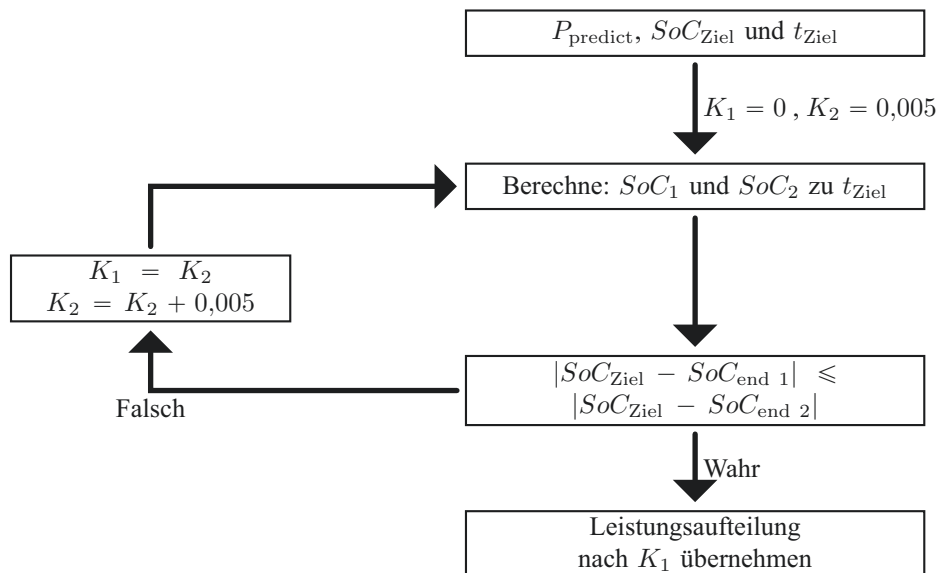 P_predict, SoC_Ziel und t_Ziel
K_1 = 0 , K_2 = 0,005
Berechne: SoC_1 und SoC_2 zu t_Ziel
K_1 = K_2
K_2 = K_2 + 0,005
|SoC_Ziel − SoC_end 1| ⩽
|SoC_Ziel − SoC_end 2|
Falsch
Wahr
Leistungsaufteilung
nach K_1 übernehmen